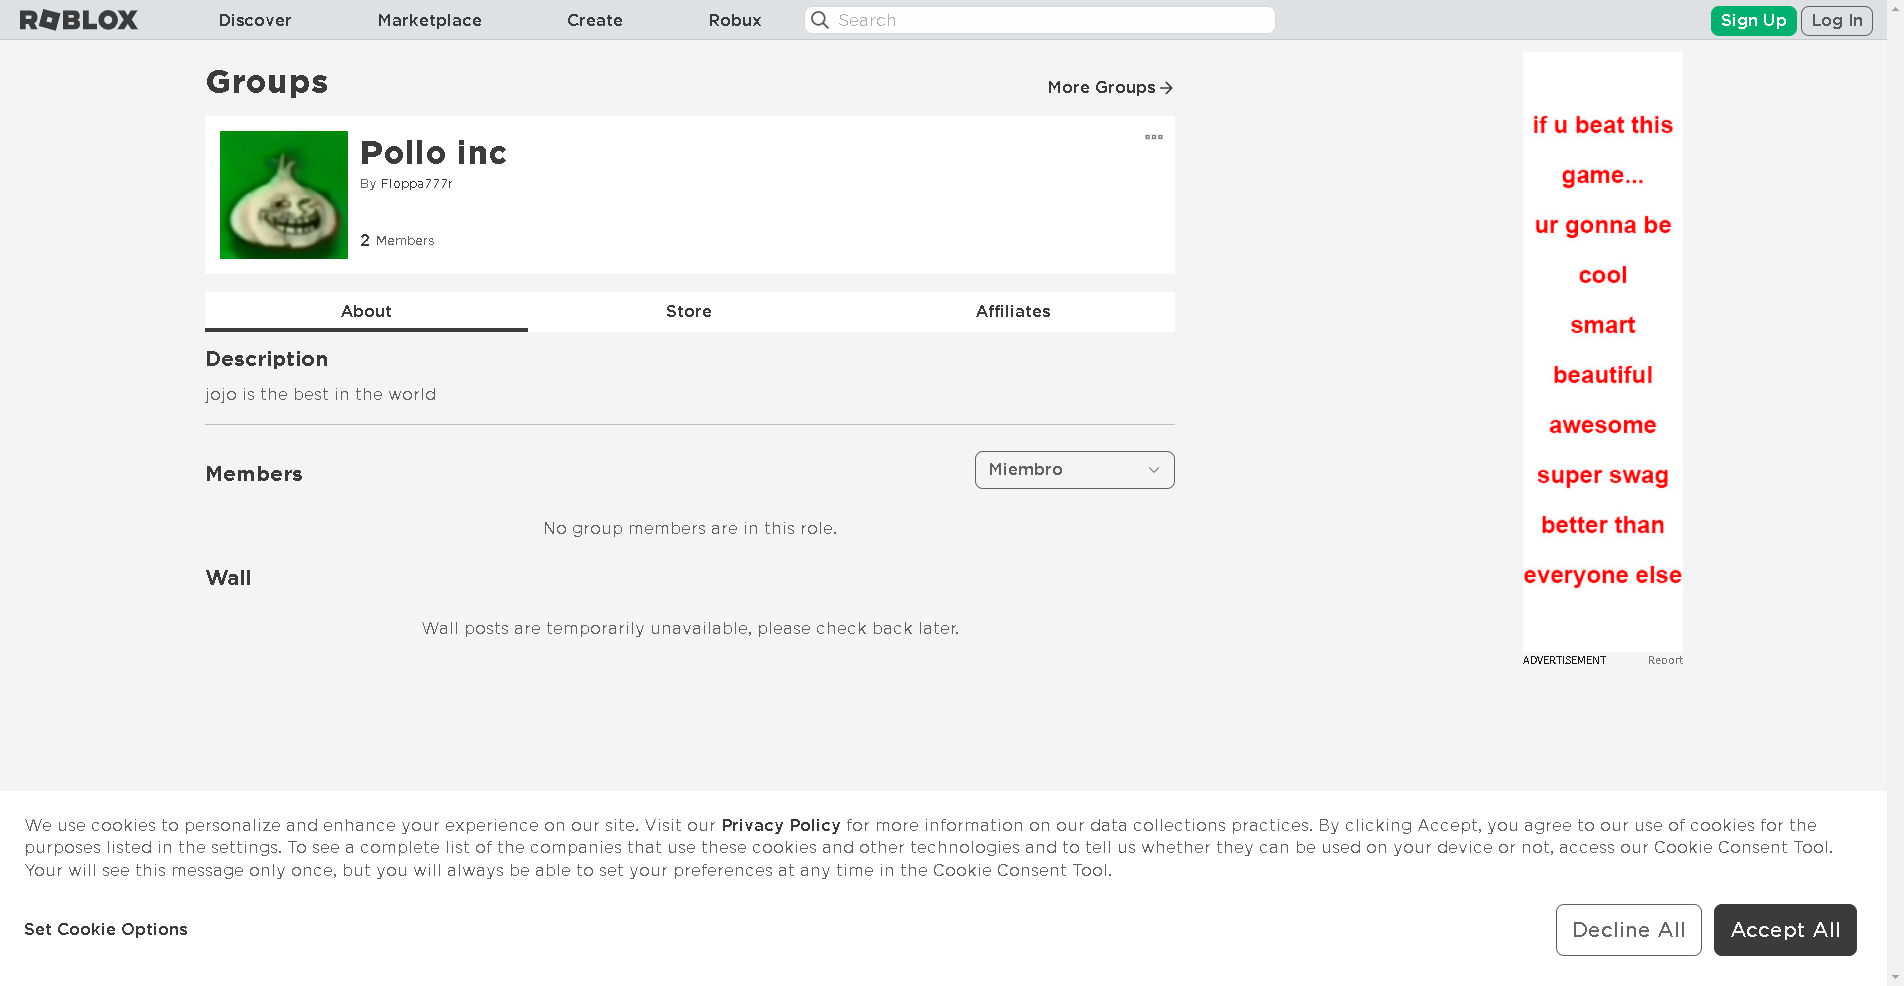 ROBLOX
Discover
Marketplace
Create
Robux
Search
Sign Up
Log In
Groups
More Groups
Pollo inc
By Floppa777r
2 Members
About
Store
Affiliates
Description
jojo is the best in the world
Members
Miembro
No group members are in this role.
Wall
Wall posts are temporarily unavailable, please check back later.
if u beat this
game...
ur gonna be
cool
smart
beautiful
awesome
super swag
better than
everyone else
ADVERTISEMENT
Report
We use cookies to personalize and enhance your experience on our site. Visit our Privacy Policy for more information on our data collections practices. By clicking Accept, you agree to our use of cookies for the
purposes listed in the settings. To see a complete list of the companies that use these cookies and other technologies and to tell us whether they can be used on your device or not, access our Cookie Consent Tool.
Your will see this message only once, but you will always be able to set your preferences at any time in the Cookie Consent Tool.
Set Cookie Options
Decline All
Accept All